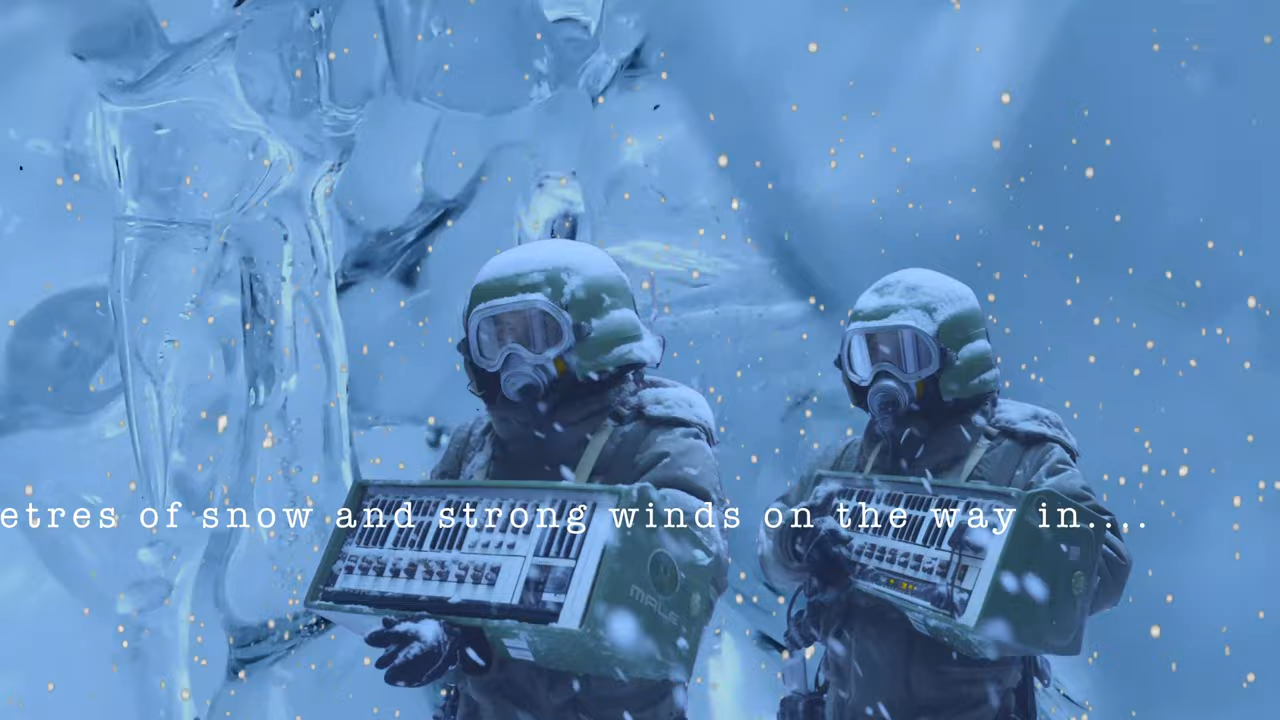 etres of snow and strong winds on the way in....